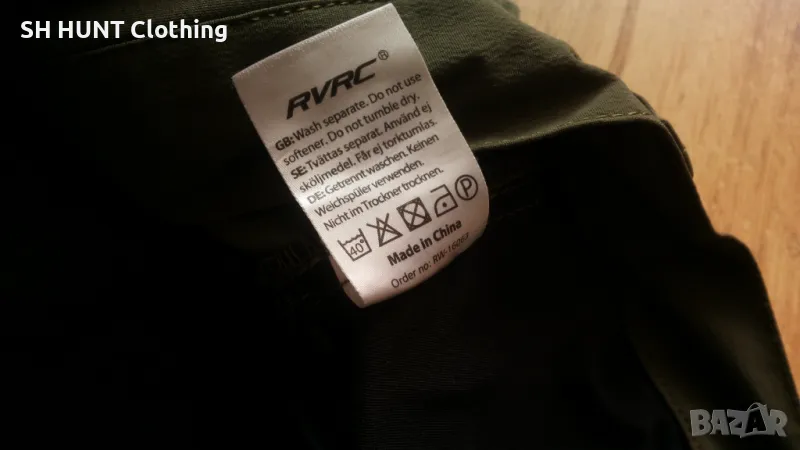 SH HUNT Clothing
RVRC®
GB: Wash separate. Do not use
softener. Do not tumble dry.
SE: Tvättas separat. Använd ej
sköljmedel. Får ej torktumlas.
DE: Getrennt waschen. Keinen
Weichspüler verwenden.
Nicht im Trockner trocknen.
40° P
Made in China
Order no: RW-16063
BAZAR